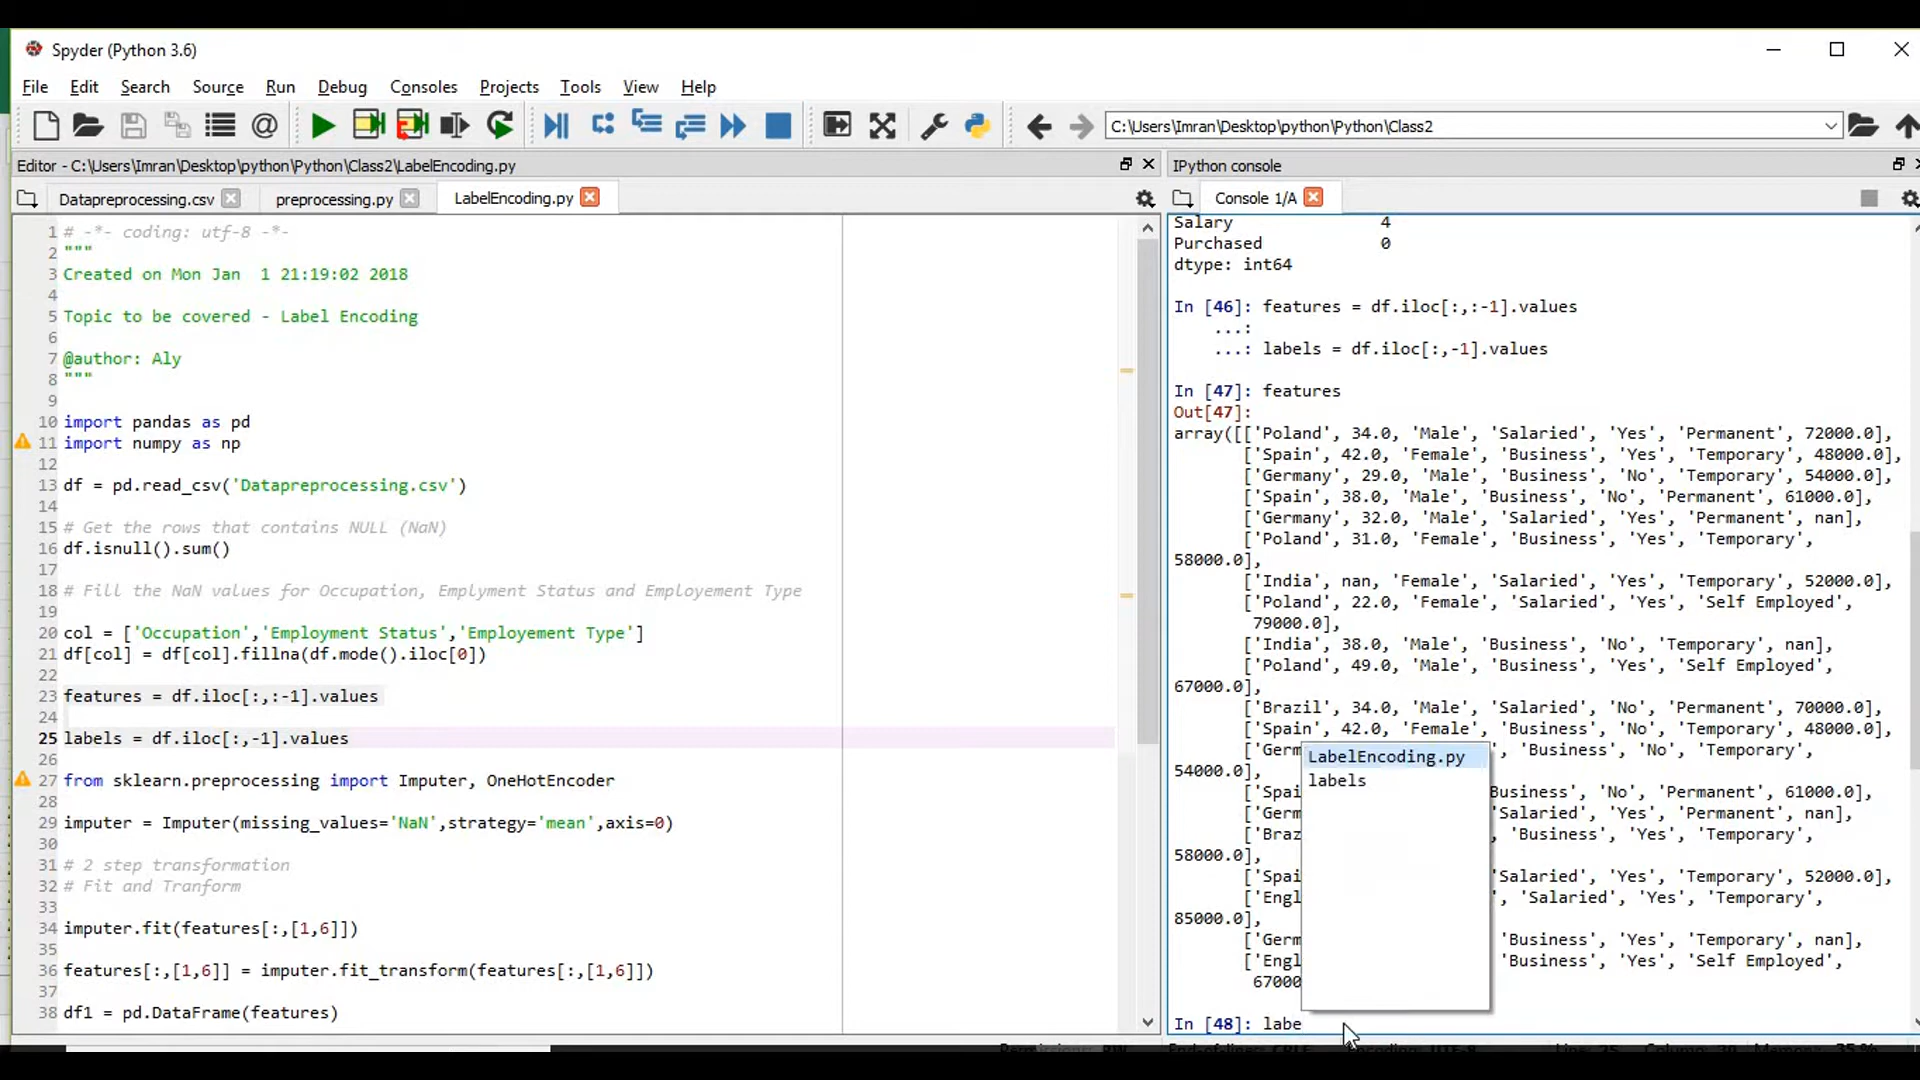 Spyder (Python 3.6)
File Edit Search Source Run Debug Consoles Projects Tools View Help
C:\Users\Imran\Desktop\python\Python\Class2
Editor - C:\Users\Imran\Desktop\python\Python\Class2\LabelEncoding.py
Datapreprocessing.csv preprocessing.py LabelEncoding.py
1 # -*- coding: utf-8 -*-
2 """
3 Created on Mon Jan  1 21:19:02 2018
4
5 Topic to be covered - Label Encoding
6
7 @author: Aly
8 """
9
10 import pandas as pd
11 import numpy as np
12
13 df = pd.read_csv('Datapreprocessing.csv')
14
15 # Get the rows that contains NULL (NaN)
16 df.isnull().sum()
17
18 # Fill the NaN values for Occupation, Emplyment Status and Employement Type
19
20 col = ['Occupation','Employment Status','Employement Type']
21 df[col] = df[col].fillna(df.mode().iloc[0])
22
23 features = df.iloc[:,:-1].values
24
25 labels = df.iloc[:,-1].values
26
27 from sklearn.preprocessing import Imputer, OneHotEncoder
28
29 imputer = Imputer(missing_values='NaN',strategy='mean',axis=0)
30
31 # 2 step transformation
32 # Fit and Tranform
33
34 imputer.fit(features[:,[1,6]])
35
36 features[:,[1,6]] = imputer.fit_transform(features[:,[1,6]])
37
38 df1 = pd.DataFrame(features)
IPython console
Console 1/A
Salary 4
Purchased 0
dtype: int64
In [46]: features = df.iloc[:,:-1].values
...:
...: labels = df.iloc[:,-1].values
In [47]: features
Out[47]:
array([['Poland', 34.0, 'Male', 'Salaried', 'Yes', 'Permanent', 72000.0],
['Spain', 42.0, 'Female', 'Business', 'Yes', 'Temporary', 48000.0],
['Germany', 29.0, 'Male', 'Business', 'No', 'Temporary', 54000.0],
['Spain', 38.0, 'Male', 'Business', 'No', 'Permanent', 61000.0],
['Germany', 32.0, 'Male', 'Salaried', 'Yes', 'Permanent', nan],
['Poland', 31.0, 'Female', 'Business', 'Yes', 'Temporary',
58000.0],
['India', nan, 'Female', 'Salaried', 'Yes', 'Temporary', 52000.0],
['Poland', 22.0, 'Female', 'Salaried', 'Yes', 'Self Employed',
79000.0],
['India', 38.0, 'Male', 'Business', 'No', 'Temporary', nan],
['Poland', 49.0, 'Male', 'Business', 'Yes', 'Self Employed',
67000.0],
['Brazil', 34.0, 'Male', 'Salaried', 'No', 'Permanent', 70000.0],
['Spain', 42.0, 'Female', 'Business', 'No', 'Temporary', 48000.0],
['Germ ', 'Business', 'No', 'Temporary',
54000.0],
['Spai Business', 'No', 'Permanent', 61000.0],
['Germ Salaried', 'Yes', 'Permanent', nan],
['Braz 'Business', 'Yes', 'Temporary',
58000.0],
['Spai Salaried', 'Yes', 'Temporary', 52000.0],
['Engl 'Salaried', 'Yes', 'Temporary',
85000.0],
['Germ 'Business', 'Yes', 'Temporary', nan],
['Engl 'Business', 'Yes', 'Self Employed',
67000
LabelEncoding.py
labels
In [48]: labe